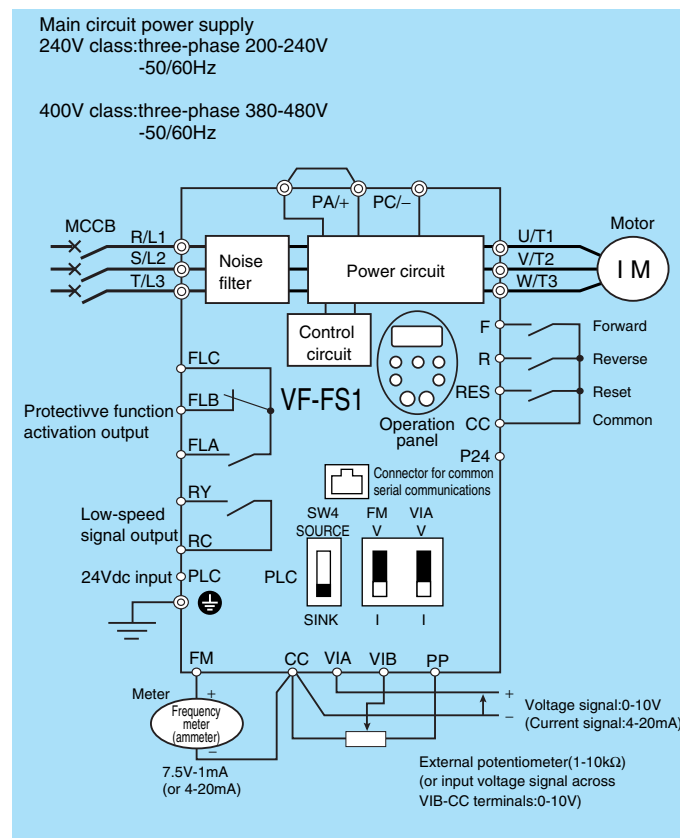 Main circuit power supply
240V class:three-phase 200-240V
-50/60Hz
400V class:three-phase 380-480V
-50/60Hz
PA/+ PC/−
MCCB
R/L1
S/L2
T/L3
Noise
filter
Power circuit
U/T1
V/T2
W/T3
Motor
I M
Control
circuit
Operation
panel
VF-FS1
F Forward
R Reverse
RES Reset
CC Common
P24
FLC
FLB
FLA
Protectivve function
activation output
RY
RC
Low-speed
signal output
24Vdc input PLC
Connector for common
serial communications
SW4 FM VIA
SOURCE V V
PLC
SINK I I
FM CC VIA VIB PP
Meter +
Frequency
meter
(ammeter)
−
7.5V-1mA
(or 4-20mA)
+
−
Voltage signal:0-10V
(Current signal:4-20mA)
External potentiometer(1-10kΩ)
(or input voltage signal across
VIB-CC terminals:0-10V)